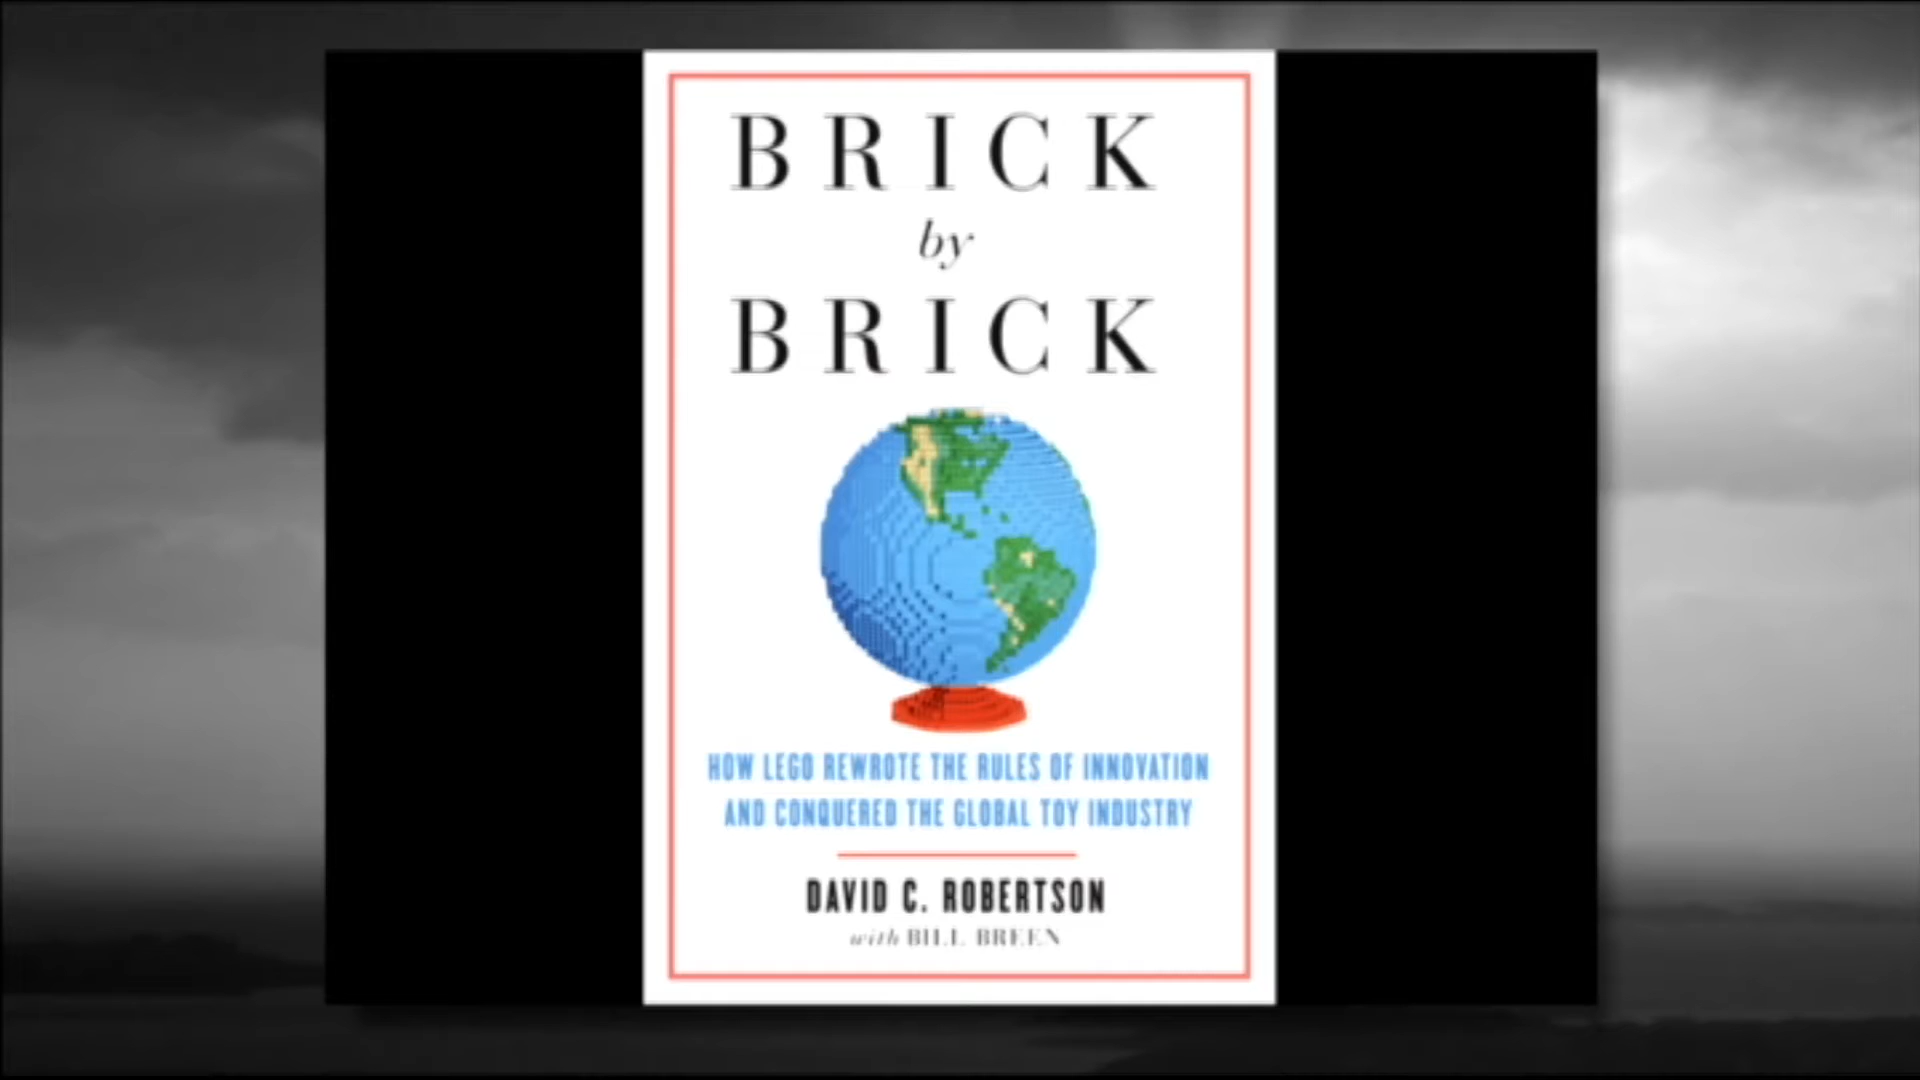 BRICK
by
BRICK
HOW LEGO REWROTE THE RULES OF INNOVATION
AND CONQUERED THE GLOBAL TOY INDUSTRY
DAVID C. ROBERTSON
with BILL BREEN